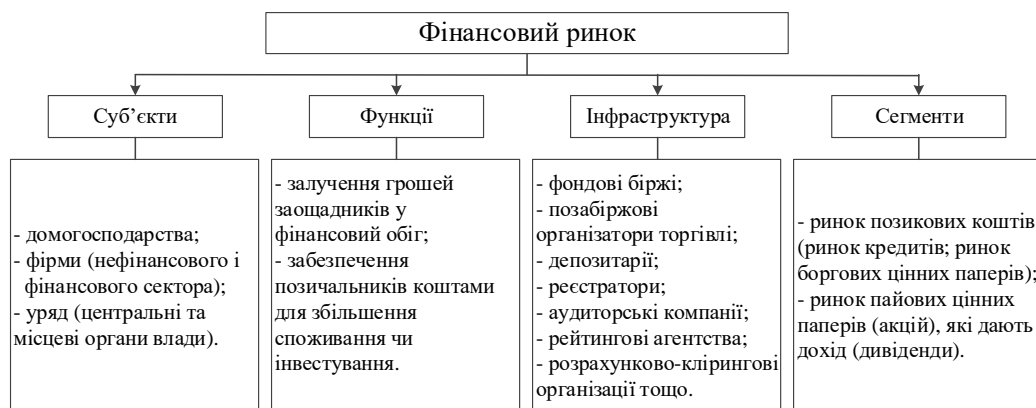 Фінансовий ринок
Суб’єкти
Функції
Інфраструктура
Сегменти
- домогосподарства;
- фірми (нефінансового і
фінансового сектора);
- уряд (центральні та
місцеві органи влади).
- залучення грошей
заощадників у
фінансовий обіг;
- забезпечення
позичальників коштами
для збільшення
споживання чи
інвестування.
- фондові біржі;
- позабіржові
організатори торгівлі;
- депозитарії;
- реєстратори;
- аудиторські компанії;
- рейтингові агентства;
- розрахунково-клірингові
організації тощо.
- ринок позикових коштів
(ринок кредитів; ринок
боргових цінних паперів);
- ринок пайових цінних
паперів (акцій), які дають
дохід (дивіденди).